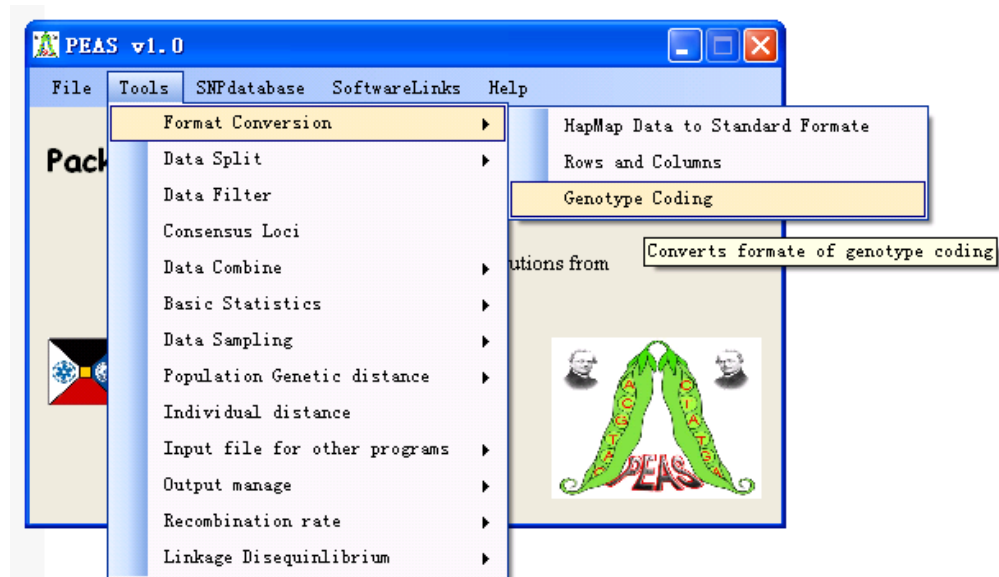 PEAS v1.0
File Tools SNPdatabase SoftwareLinks Help
Format Conversion
Data Split
Data Filter
Consensus Loci
Data Combine
Basic Statistics
Data Sampling
Population Genetic distance
Individual distance
Input file for other programs
Output manage
Recombination rate
Linkage Disequinlibrium
HapMap Data to Standard Formate
Rows and Columns
Genotype Coding
Converts formate of genotype coding
Pack
utions from
PEAS